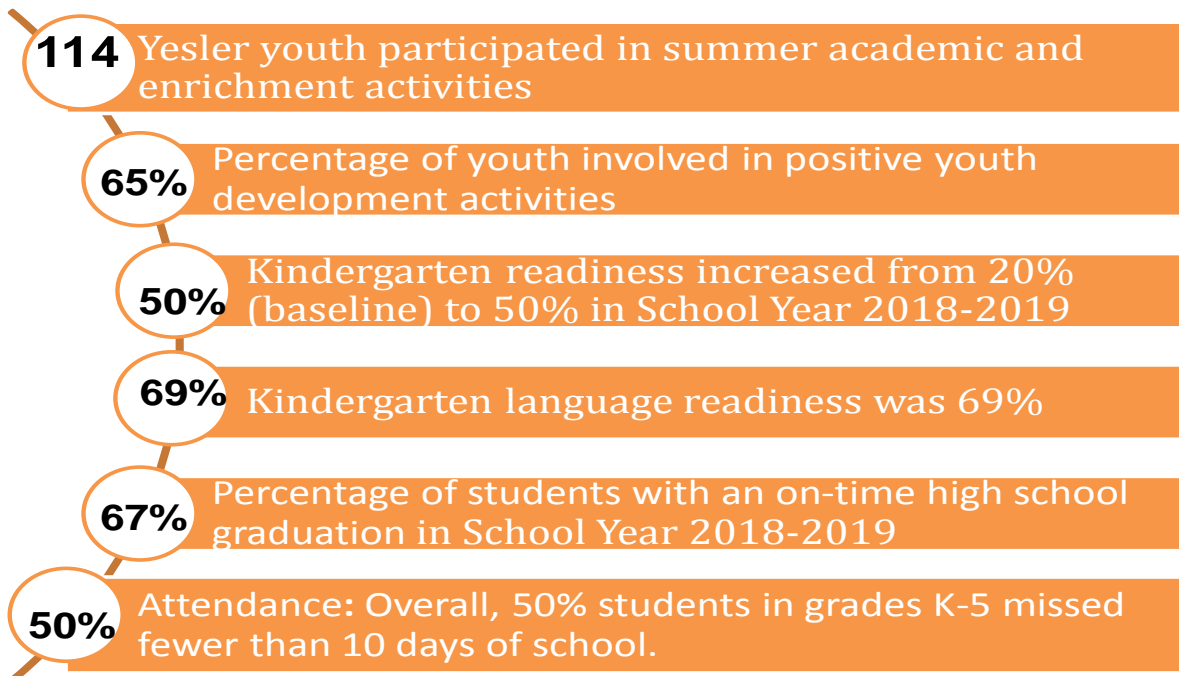 114
Yesler youth participated in summer academic and
enrichment activities
65%
Percentage of youth involved in positive youth
development activities
50%
Kindergarten readiness increased from 20%
(baseline) to 50% in School Year 2018-2019
69%
Kindergarten language readiness was 69%
67%
Percentage of students with an on-time high school
graduation in School Year 2018-2019
50%
Attendance: Overall, 50% students in grades K-5 missed
fewer than 10 days of school.